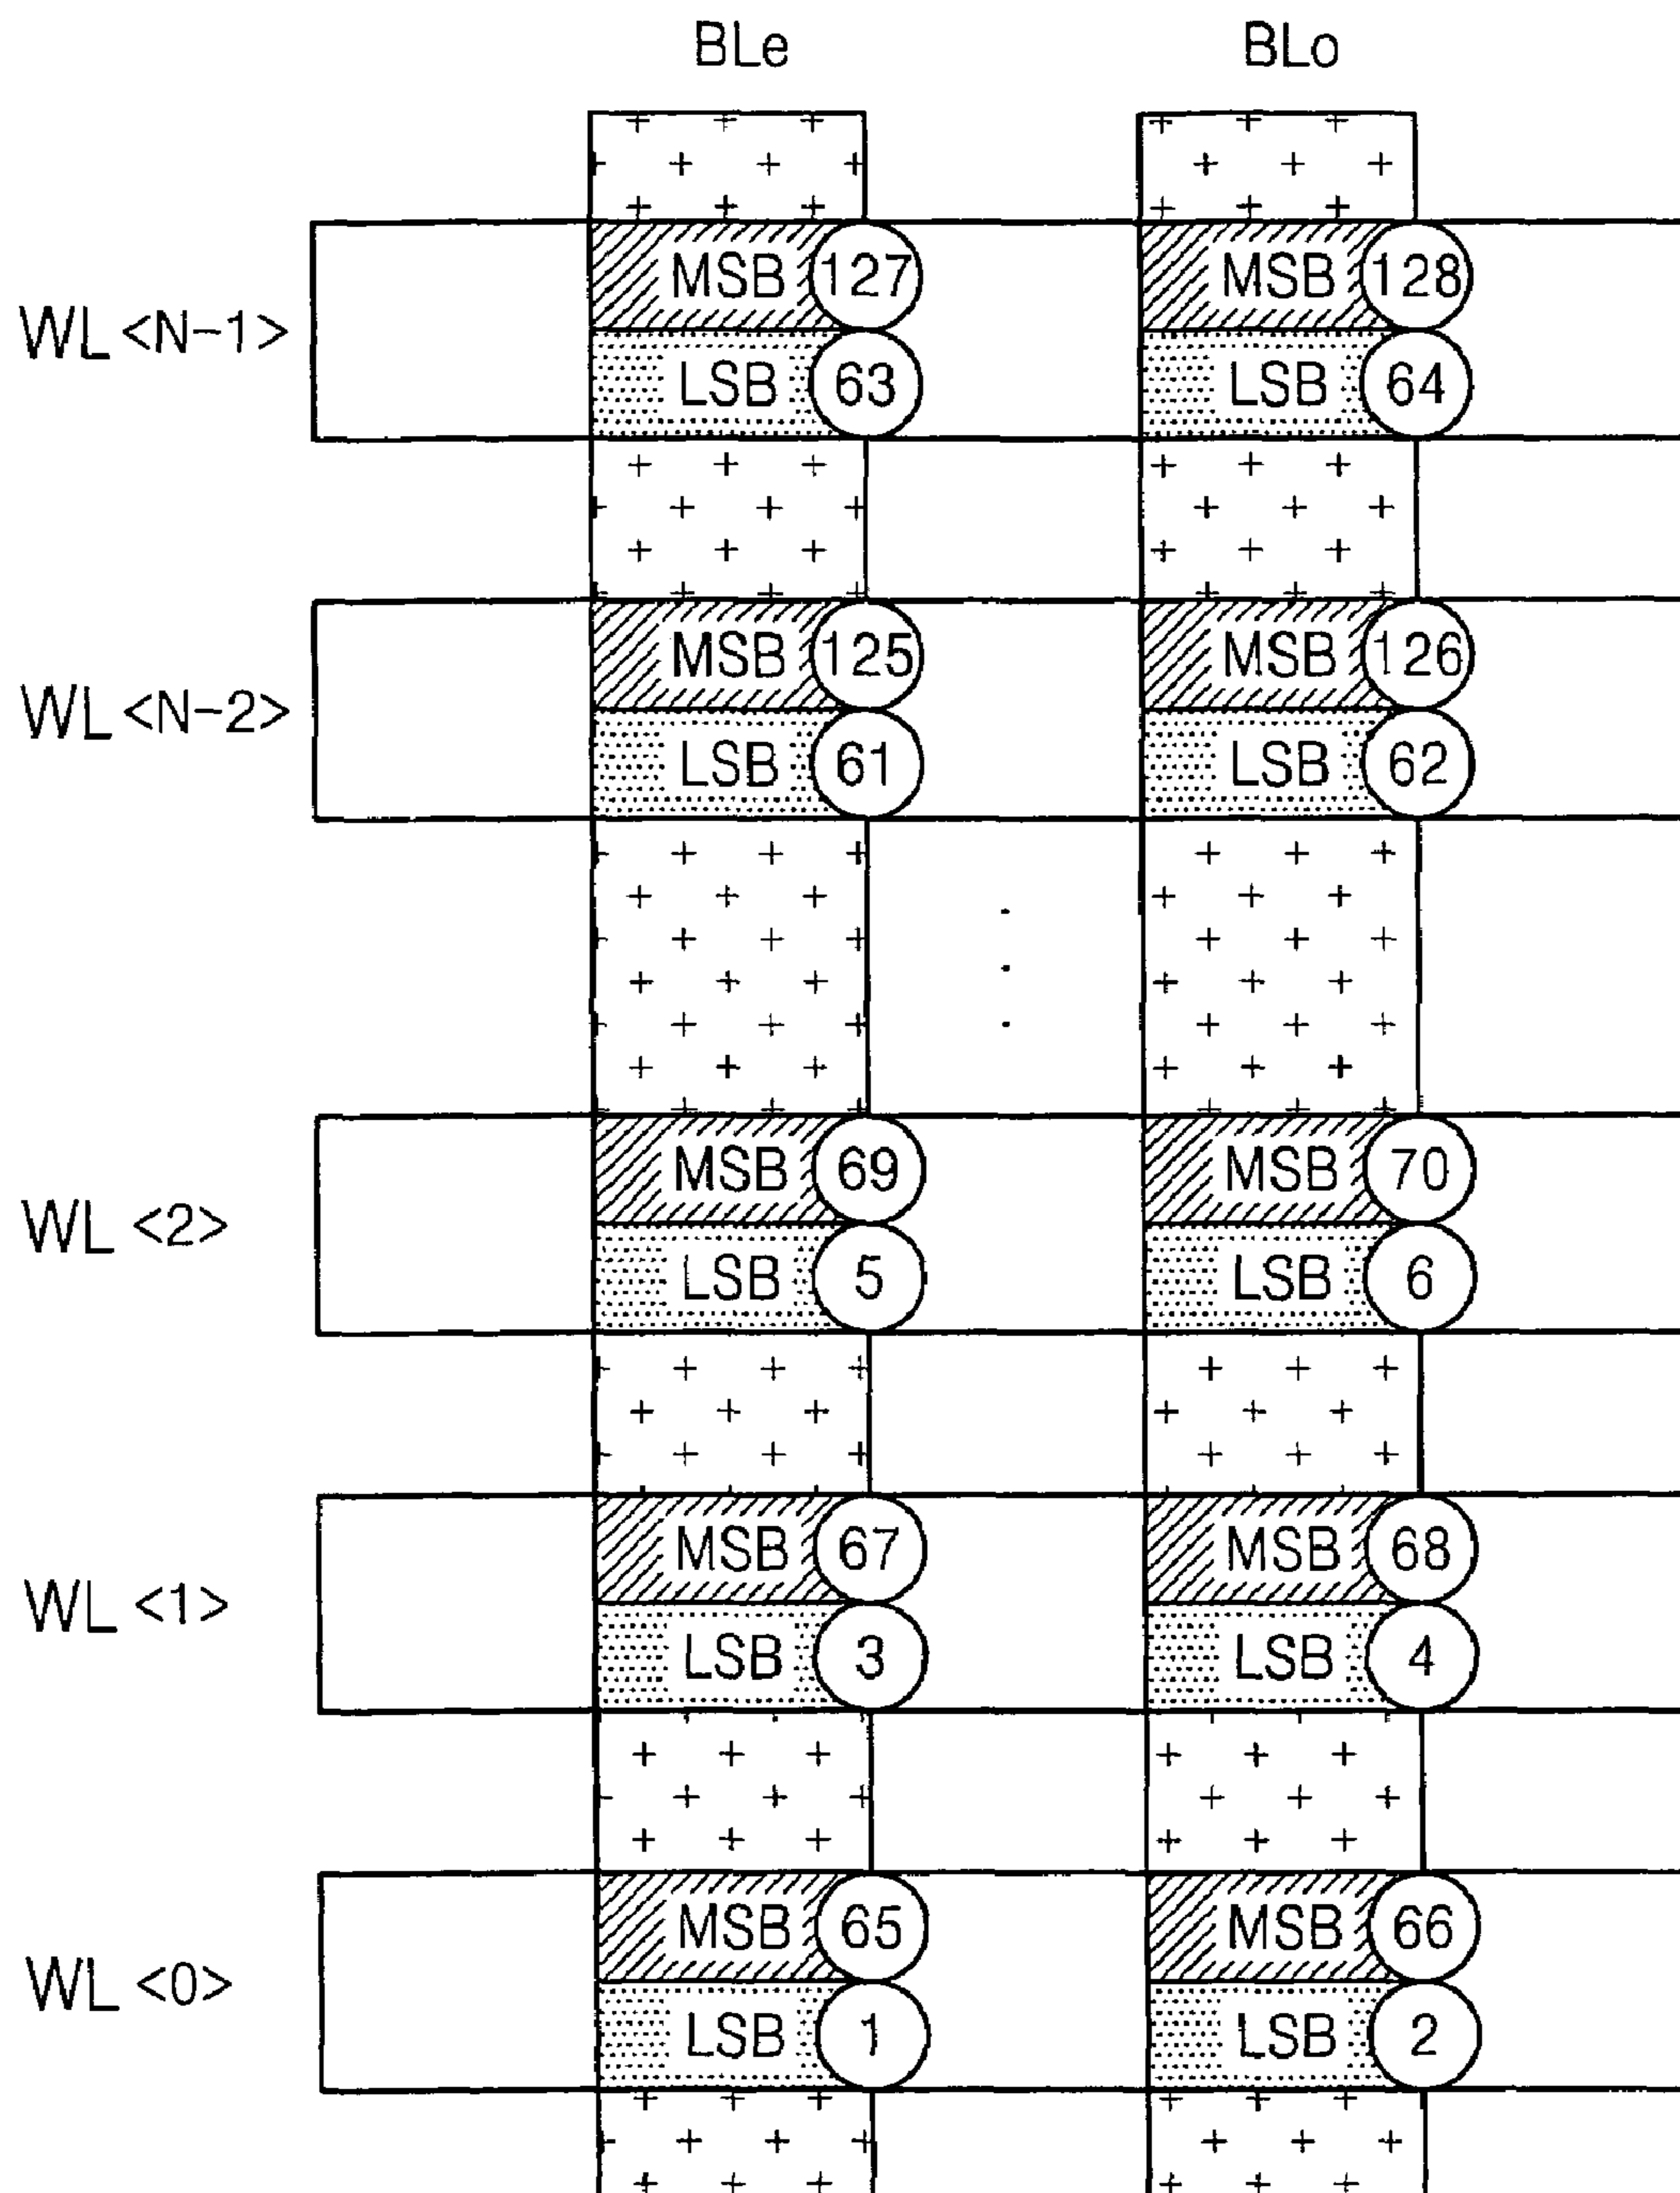 BLe BLo
MSB 127 MSB 128
WL <N-1>
LSB 63 LSB 64
MSB 125 MSB 126
WL <N-2>
LSB 61 LSB 62
MSB 69 MSB 70
WL <2>
LSB 5 LSB 6
MSB 67 MSB 68
WL <1>
LSB 3 LSB 4
MSB 65 MSB 66
WL <0>
LSB 1 LSB 2